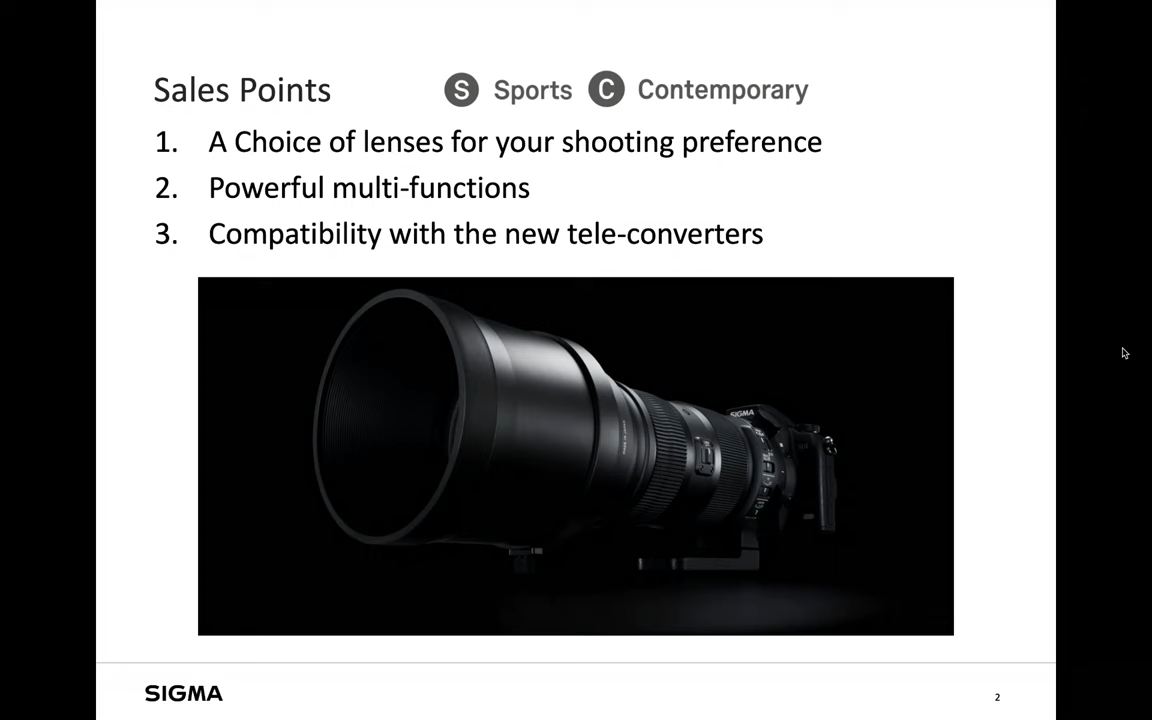 Sales Points
S Sports C Contemporary
1. A Choice of lenses for your shooting preference
2. Powerful multi-functions
3. Compatibility with the new tele-converters
SIGMA
SIGMA
2